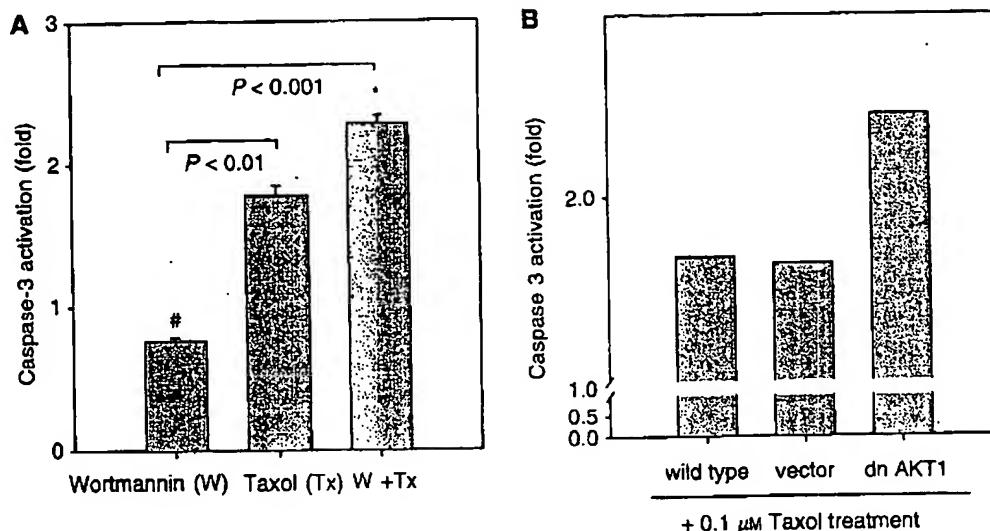 A
Caspase-3 activation (fold)
3
2
1
0
P < 0.001
P < 0.01
#
*
Wortmannin (W) Taxol (Tx) W +Tx
B
Caspase 3 activation (fold)
2.0
1.0
0.5
0.0
wild type vector dn AKT1
+ 0.1 µM Taxol treatment